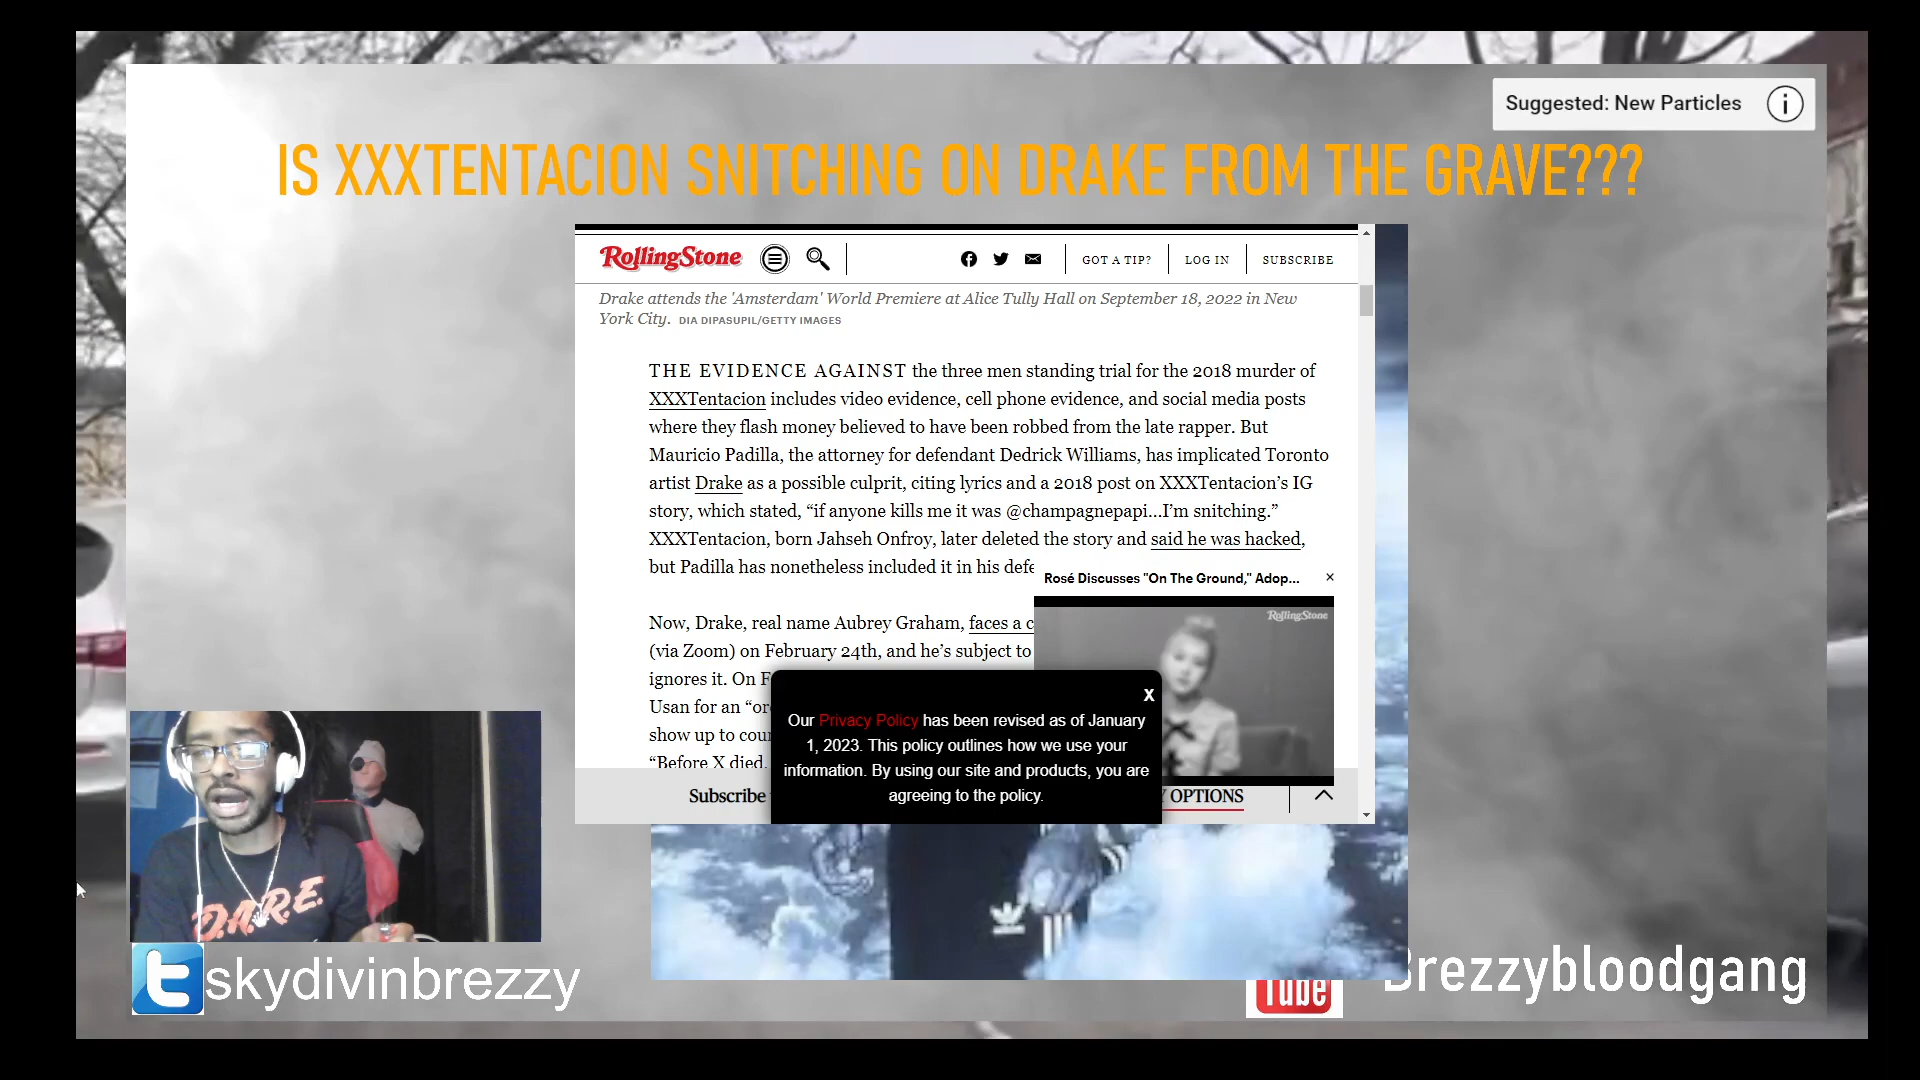 Suggested: New Particles
IS XXXTENTACION SNITCHING ON DRAKE FROM THE GRAVE???
RollingStone
GOT A TIP?
LOG IN
SUBSCRIBE
Drake attends the 'Amsterdam' World Premiere at Alice Tully Hall on September 18, 2022 in New
York City. DIA DIPASUPIL/GETTY IMAGES
THE EVIDENCE AGAINST the three men standing trial for the 2018 murder of
XXXTentacion includes video evidence, cell phone evidence, and social media posts
where they flash money believed to have been robbed from the late rapper. But
Mauricio Padilla, the attorney for defendant Dedrick Williams, has implicated Toronto
artist Drake as a possible culprit, citing lyrics and a 2018 post on XXXTentacion’s IG
story, which stated, “if anyone kills me it was @champagnepapi…I’m snitching.”
XXXTentacion, born Jahseh Onfroy, later deleted the story and said he was hacked,
but Padilla has nonetheless included it in his defe
Rosé Discusses "On The Ground," Adop...
RollingStone
Now, Drake, real name Aubrey Graham, faces a c
(via Zoom) on February 24th, and he’s subject to
ignores it. On F
Usan for an “or
show up to cour
“Before X died,
X
Our Privacy Policy has been revised as of January
1, 2023. This policy outlines how we use your
information. By using our site and products, you are
agreeing to the policy.
Subscribe
Y OPTIONS
D.A.R.E.
skydivinbrezzy
Tube
Brezzybloodgang